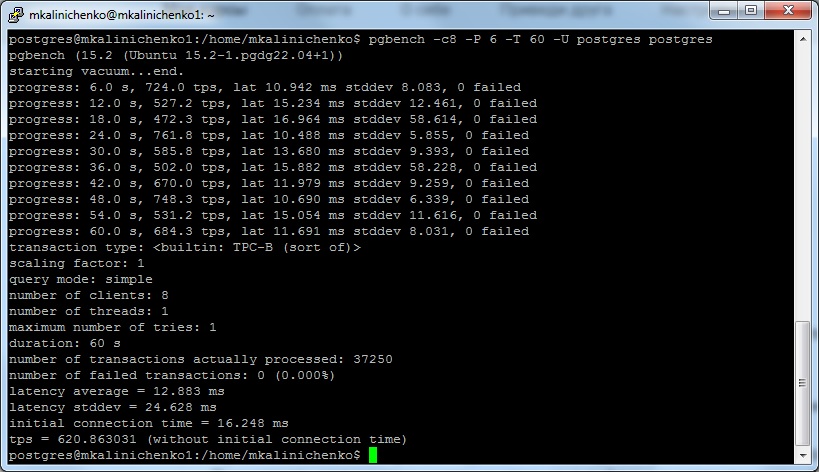 mkalinichenko@mkalinichenko1: ~
postgres@mkalinichenko1:/home/mkalinichenko$ pgbench -c8 -P 6 -T 60 -U postgres postgres
pgbench (15.2 (Ubuntu 15.2-1.pgdg22.04+1))
starting vacuum...end.
progress: 6.0 s, 724.0 tps, lat 10.942 ms stddev 8.083, 0 failed
progress: 12.0 s, 527.2 tps, lat 15.234 ms stddev 12.461, 0 failed
progress: 18.0 s, 472.3 tps, lat 16.964 ms stddev 58.614, 0 failed
progress: 24.0 s, 761.8 tps, lat 10.488 ms stddev 5.855, 0 failed
progress: 30.0 s, 585.8 tps, lat 13.680 ms stddev 9.393, 0 failed
progress: 36.0 s, 502.0 tps, lat 15.882 ms stddev 58.228, 0 failed
progress: 42.0 s, 670.0 tps, lat 11.979 ms stddev 9.259, 0 failed
progress: 48.0 s, 748.3 tps, lat 10.690 ms stddev 6.339, 0 failed
progress: 54.0 s, 531.2 tps, lat 15.054 ms stddev 11.616, 0 failed
progress: 60.0 s, 684.3 tps, lat 11.691 ms stddev 8.031, 0 failed
transaction type: <builtin: TPC-B (sort of)>
scaling factor: 1
query mode: simple
number of clients: 8
number of threads: 1
maximum number of tries: 1
duration: 60 s
number of transactions actually processed: 37250
number of failed transactions: 0 (0.000%)
latency average = 12.883 ms
latency stddev = 24.628 ms
initial connection time = 16.248 ms
tps = 620.863031 (without initial connection time)
postgres@mkalinichenko1:/home/mkalinichenko$